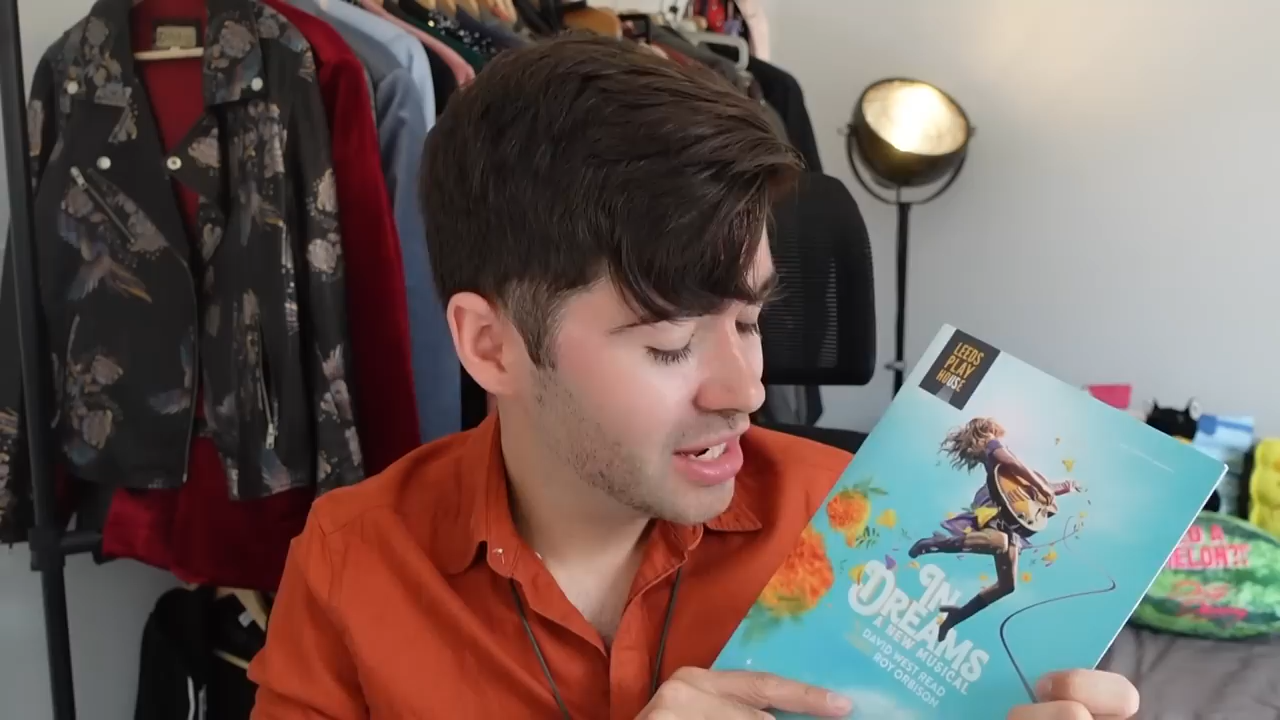 LEEDS
PLAY
HOUSE
IN
DREAMS
A NEW MUSICAL
DAVID WEST READ
ROY ORBISON